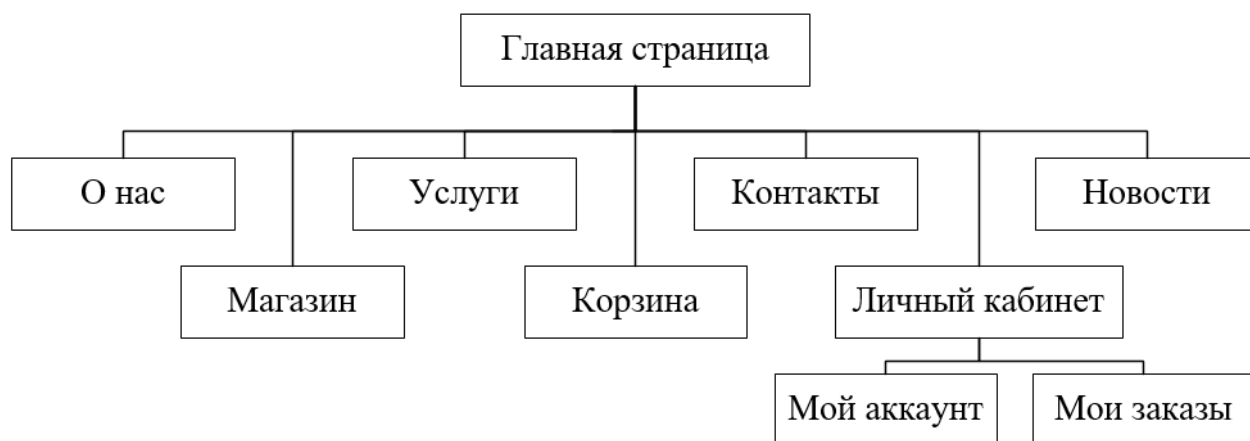 Главная страница
О нас
Услуги
Контакты
Новости
Магазин
Корзина
Личный кабинет
Мой аккаунт
Мои заказы